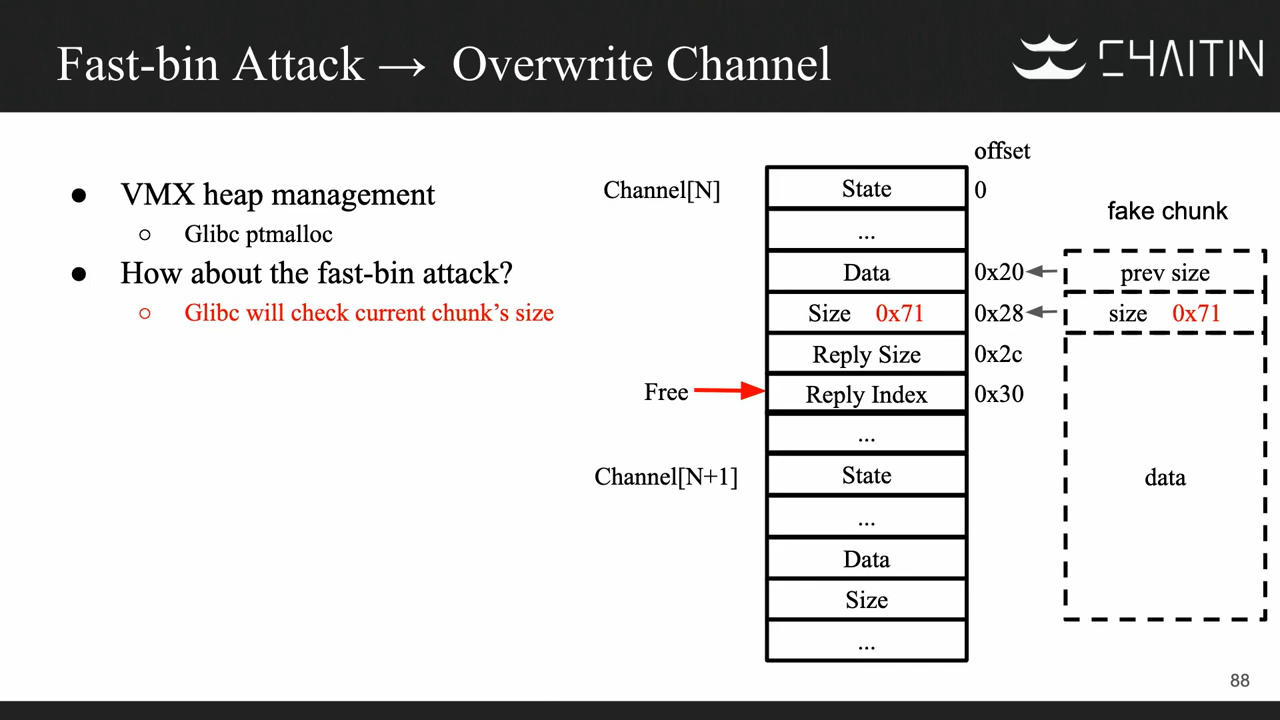 Fast-bin Attack → Overwrite Channel
CHAITIN
● VMX heap management
○ Glibc ptmalloc
● How about the fast-bin attack?
○ Glibc will check current chunk’s size
offset
Channel[N] State 0
...
Data 0x20
Size 0x71 0x28
Reply Size 0x2c
Free Reply Index 0x30
...
Channel[N+1] State
...
Data
Size
...
fake chunk
prev size
size 0x71
data
88